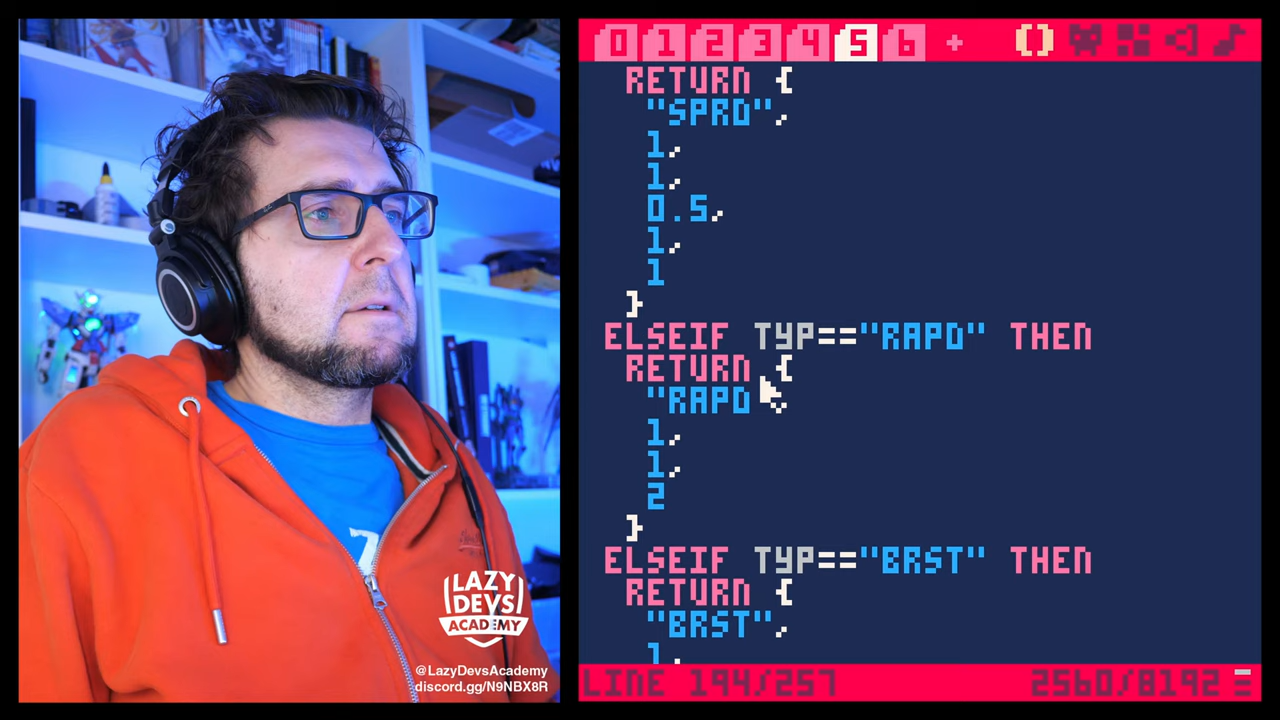 0 1 2 3 4 5 6 + ()
RETURN {
"SPRD",
1,
1,
0.5,
1,
1
}
ELSEIF TYP=="RAPD" THEN
RETURN {
"RAPD
1,
1,
2
}
ELSEIF TYP=="BRST" THEN
RETURN {
"BRST",
1,
LINE 194/257 2560/8192
LAZY
DEVS
ACADEMY
@LazyDevsAcademy
discord.gg/N9NBX8R